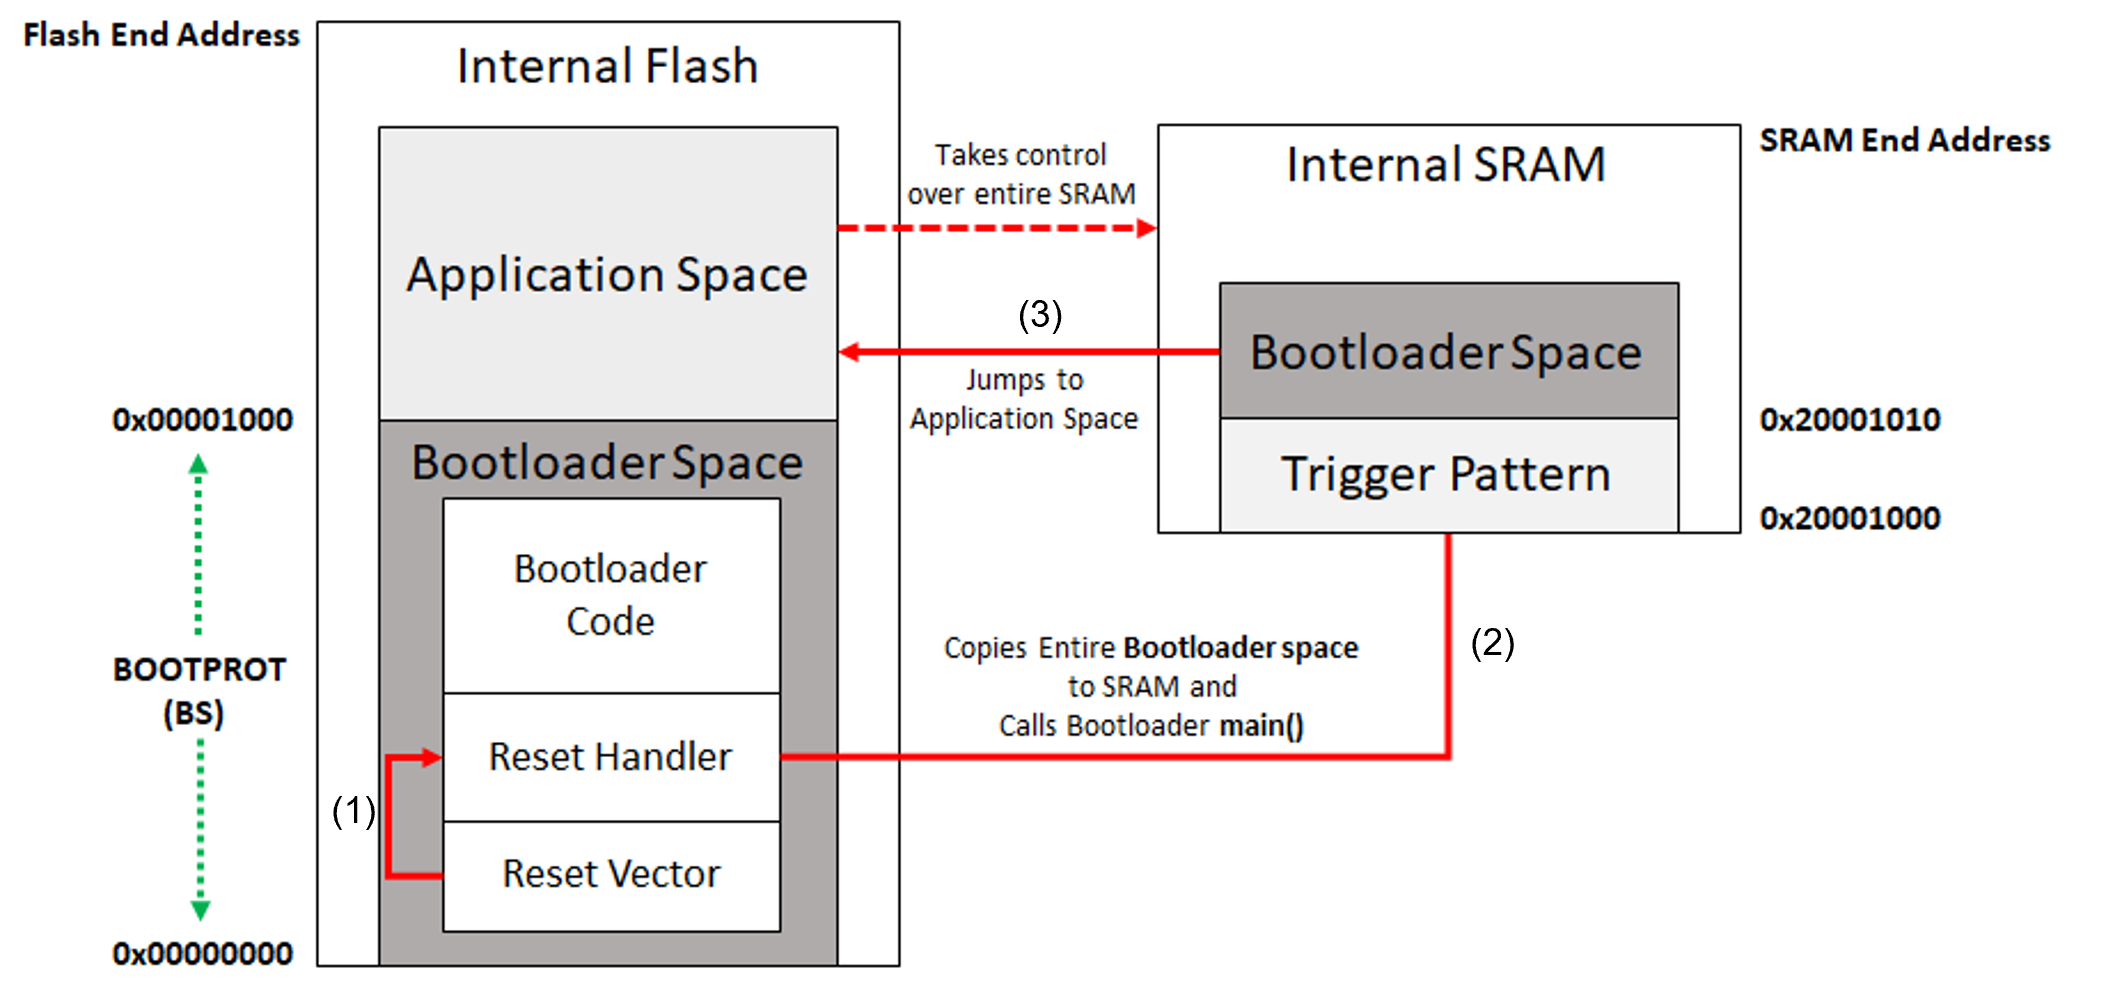 Flash End Address
Internal Flash
Application Space
0x00001000
Bootloader Space
Bootloader
Code
BOOTPROT
(BS)
Reset Handler
(1)
Reset Vector
0x00000000
Takes control
over entire SRAM
(3)
Jumps to
Application Space
Copies Entire Bootloader space
to SRAM and
Calls Bootloader main()
(2)
Internal SRAM
SRAM End Address
Bootloader Space
0x20001010
Trigger Pattern
0x20001000